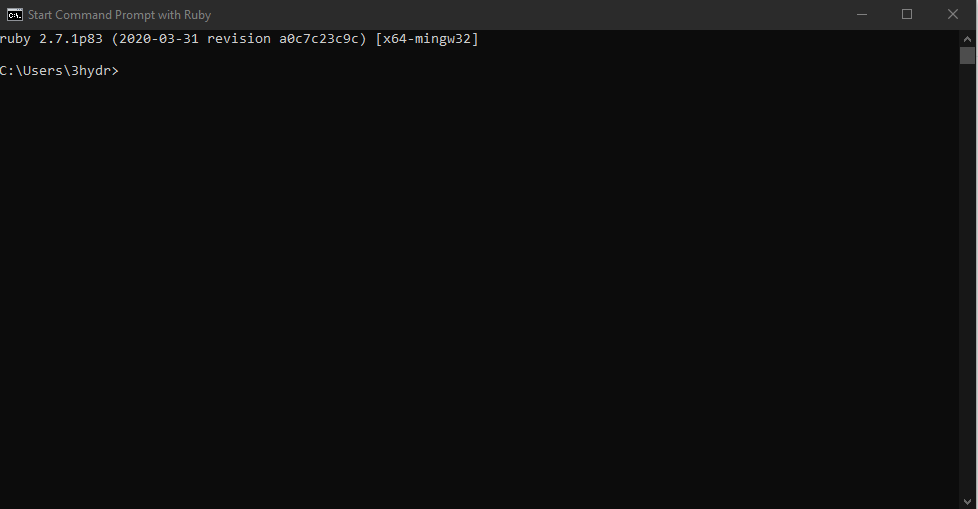 Start Command Prompt with Ruby
ruby 2.7.1p83 (2020-03-31 revision a0c7c23c9c) [x64-mingw32]
C:\Users\3hydr>